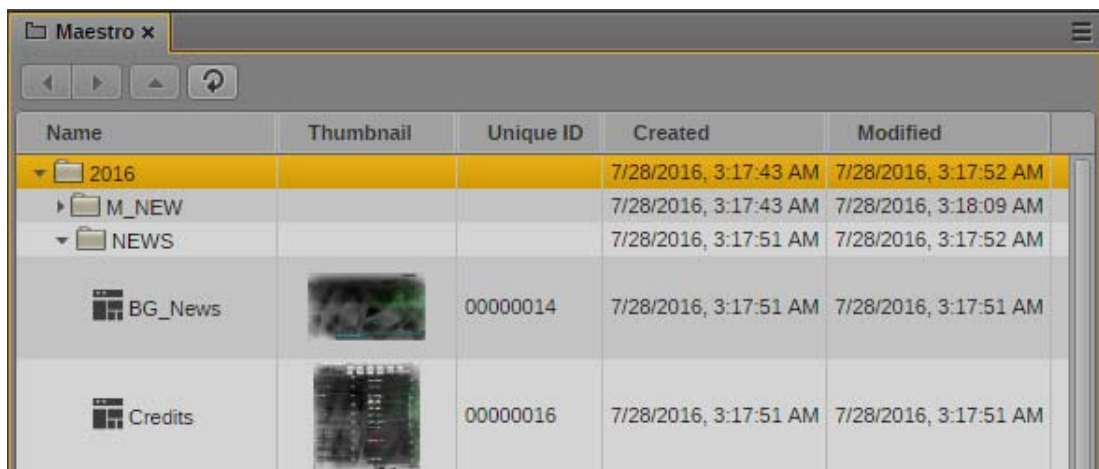 Maestro
Name Thumbnail Unique ID Created Modified
2016 7/28/2016, 3:17:43 AM 7/28/2016, 3:17:52 AM
M_NEW 7/28/2016, 3:17:43 AM 7/28/2016, 3:18:09 AM
NEWS 7/28/2016, 3:17:51 AM 7/28/2016, 3:17:52 AM
BG_News 00000014 7/28/2016, 3:17:51 AM 7/28/2016, 3:17:51 AM
Credits 00000016 7/28/2016, 3:17:51 AM 7/28/2016, 3:17:51 AM